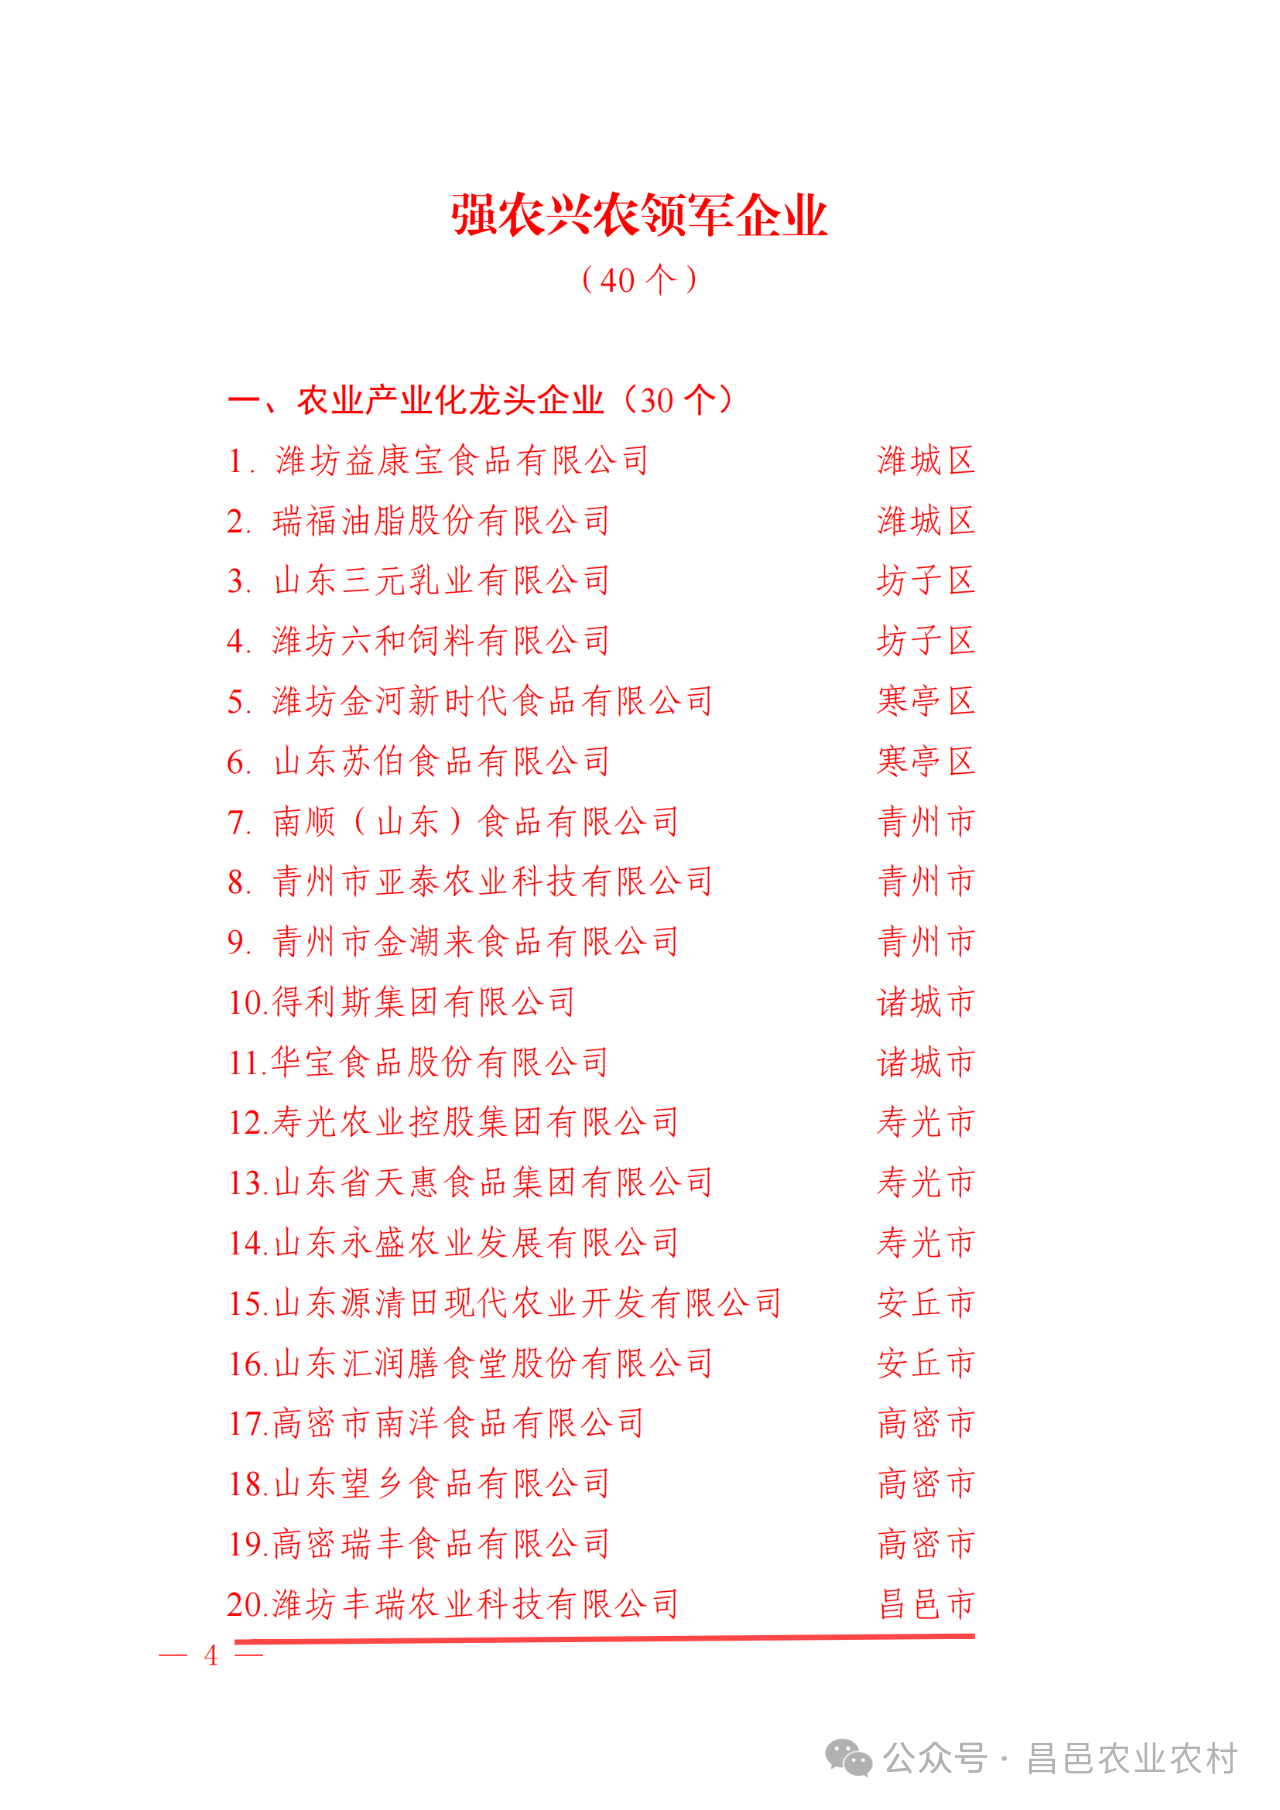 强农兴农领军企业
（40 个）
一、农业产业化龙头企业（30 个）
1. 潍坊益康宝食品有限公司 潍城区
2. 瑞福油脂股份有限公司 潍城区
3. 山东三元乳业有限公司 坊子区
4. 潍坊六和饲料有限公司 坊子区
5. 潍坊金河新时代食品有限公司 寒亭区
6. 山东苏伯食品有限公司 寒亭区
7. 南顺（山东）食品有限公司 青州市
8. 青州市亚泰农业科技有限公司 青州市
9. 青州市金潮来食品有限公司 青州市
10.得利斯集团有限公司 诸城市
11.华宝食品股份有限公司 诸城市
12.寿光农业控股集团有限公司 寿光市
13.山东省天惠食品集团有限公司 寿光市
14.山东永盛农业发展有限公司 寿光市
15.山东源清田现代农业开发有限公司 安丘市
16.山东汇润膳食堂股份有限公司 安丘市
17.高密市南洋食品有限公司 高密市
18.山东望乡食品有限公司 高密市
19.高密瑞丰食品有限公司 高密市
20.潍坊丰瑞农业科技有限公司 昌邑市
— 4 —
公众号 · 昌邑农业农村